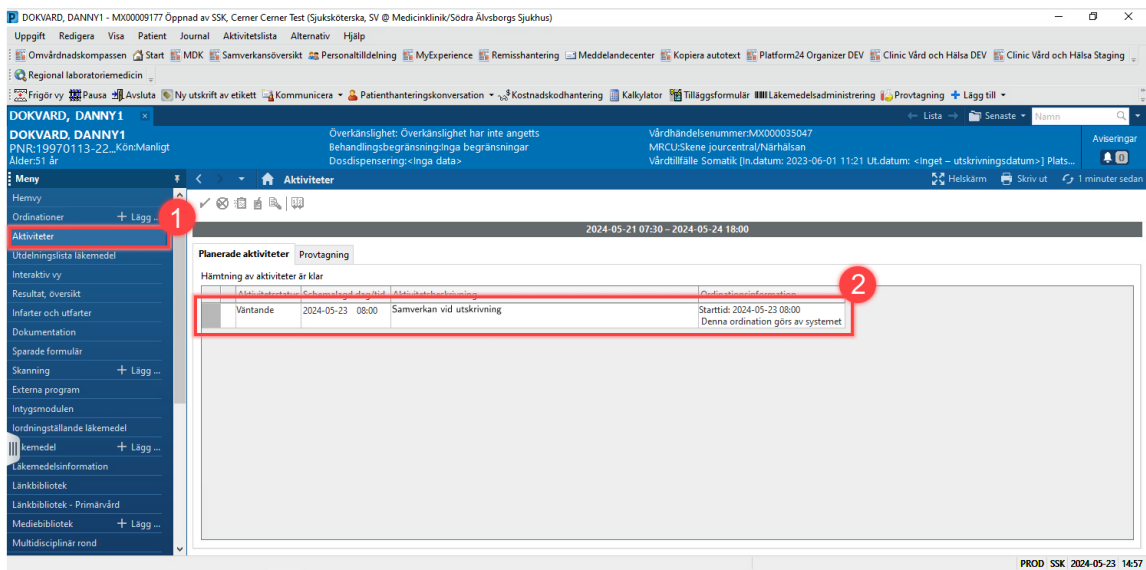 DOKVARD, DANNY1 - MX00009177 Öppnad av SSK, Cerner Cerner Test (Sjuksköterska, SV @ Medicinklinik/Södra Älvsborgs Sjukhus)
Uppgift Redigera Visa Patient Journal Aktivitetslista Alternativ Hjälp
Omvårdnadskompassen Start MDK Samverkansöversikt Personaltilldelning MyExperience Remisshantering Meddelandecenter Kopiera autotext Platform24 Organizer DEV Clinic Vård och Hälsa DEV Clinic Vård och Hälsa Staging
Regional laboratoriemedicin
Frigör vy Pausa Avsluta Ny utskrift av etikett Kommunicera Patienthanteringskonversation Kostnadskodhantering Kalkylator Tilläggsformulär Läkemedelsadministrering Provtagning Lägg till
DOKVARD, DANNY1 × Lista Senaste Namn
DOKVARD, DANNY1 Överkänslighet: Överkänslighet har inte angetts Vårdhändelsenummer:MX000035047
PNR:19970113-22...Kön:Manligt Behandlingsbegränsning:Inga begränsningar MRCU:Skene jourcentral/Närhälsan Aviseringar
Ålder:51 år Dosdispensering:<Inga data> Vårdtillfälle Somatik [In.datum: 2023-06-01 11:21 Ut.datum: <Inget – utskrivningsdatum>] Plats... 0
Meny Aktiviteter Helskärm Skriv ut 1 minuter sedan
Hemvy
Ordinationer + Lägg ... 1
Aktiviteter 2024-05-21 07:30 – 2024-05-24 18:00
Utdelningslista läkemedel Planerade aktiviteter Provtagning
Interaktiv vy Hämtning av aktiviteter är klar 2
Resultat, översikt Aktivitetsstatus Schemalagd dag/tid Aktivitetsbeskrivning Ordinationsinformation
Infarter och utfarter Väntande 2024-05-23 08:00 Samverkan vid utskrivning Starttid: 2024-05-23 08:00
Denna ordination görs av systemet
Dokumentation
Sparade formulär
Skanning + Lägg ...
Externa program
Intygsmodulen
Iordningställande läkemedel
kemedel + Lägg ...
Läkemedelsinformation
Länkbibliotek
Länkbibliotek - Primärvård
Mediebibliotek + Lägg ...
Multidisciplinär rond
PROD SSK 2024-05-23 14:57